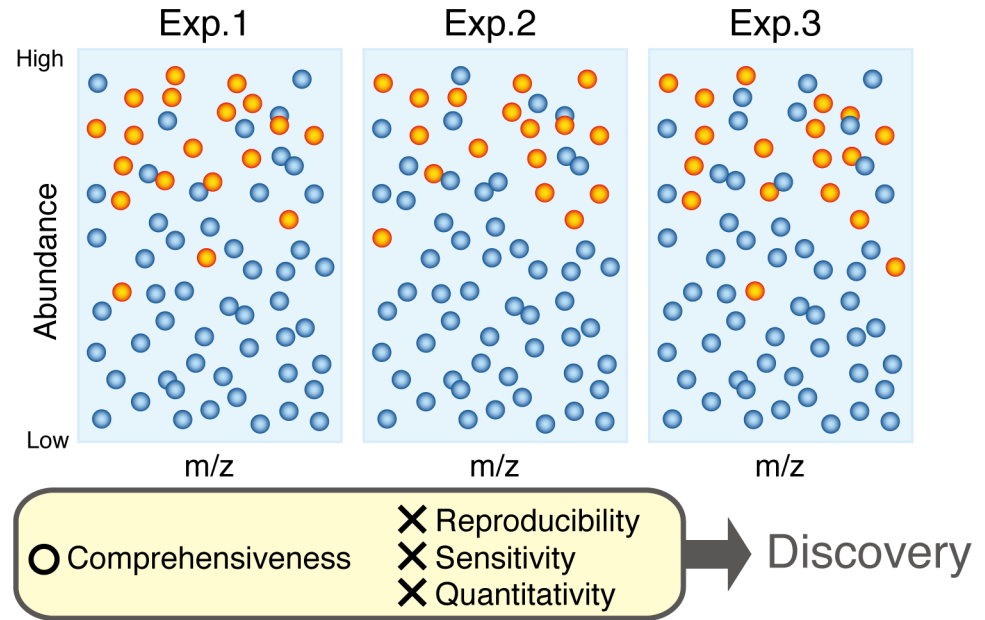 Exp.1 Exp.2 Exp.3
High
Abundance
Low
m/z m/z m/z
Comprehensiveness
Reproducibility
Sensitivity
Quantitativity
Discovery